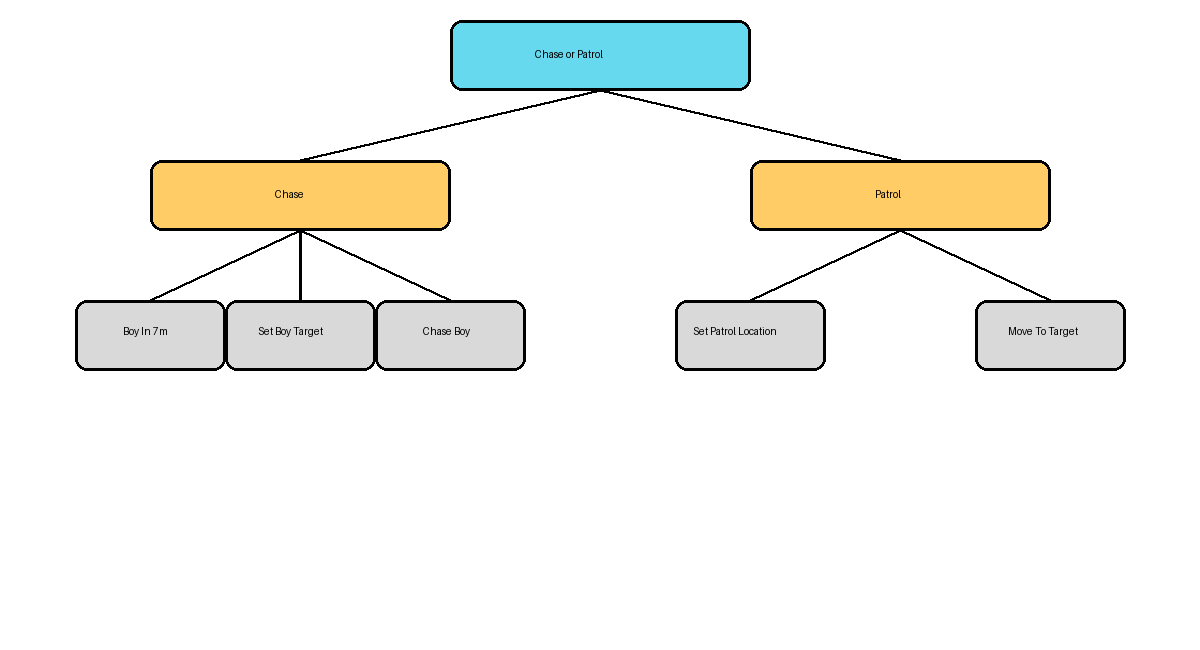 Chase or Patrol
Chase
Patrol
Boy In 7m
Set Boy Target
Chase Boy
Set Patrol Location
Move To Target